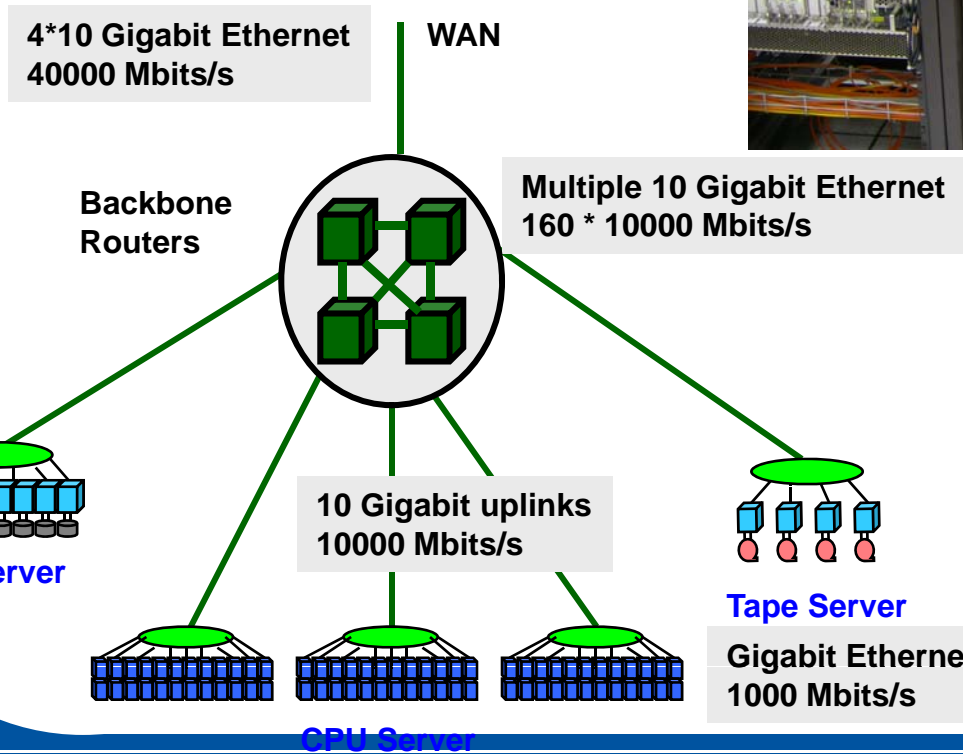 4*10 Gigabit Ethernet
40000 Mbits/s
WAN
Backbone
Routers
Multiple 10 Gigabit Ethernet
160 * 10000 Mbits/s
10 Gigabit uplinks
10000 Mbits/s
erver
Tape Server
Gigabit Etherne
1000 Mbits/s
CPU Server